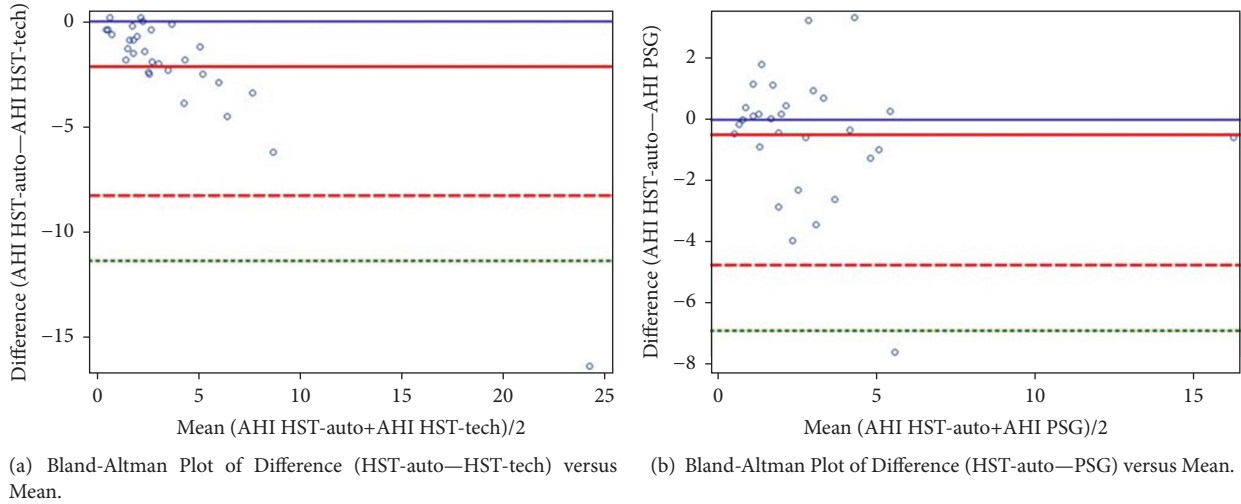 Difference (AHI HST-auto—AHI HST-tech)
0
−5
−10
−15
0 5 10 15 20 25
Mean (AHI HST-auto+AHI HST-tech)/2
(a) Bland-Altman Plot of Difference (HST-auto—HST-tech) versus
Mean.
Difference (AHI HST-auto—AHI PSG)
2
0
−2
−4
−6
−8
0 5 10 15
Mean (AHI HST-auto+AHI PSG)/2
(b) Bland-Altman Plot of Difference (HST-auto—PSG) versus Mean.